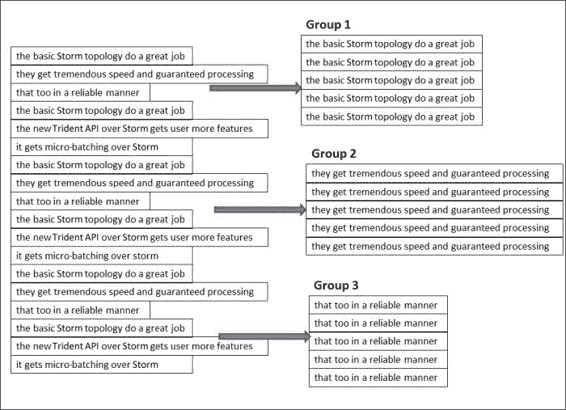 the basic Storm topology do a great job
they get tremendous speed and guaranteed processing
that too in a reliable manner
the basic Storm topology do a great job
the new Trident API over Storm gets user more features
it gets micro-batching over Storm
the basic Storm topology do a great job
they get tremendous speed and guaranteed processing
that too in a reliable manner
the basic Storm topology do a great job
the new Trident API over Storm gets user more features
it gets micro-batching over storm
the basic Storm topology do a great job
they get tremendous speed and guaranteed processing
that too in a reliable manner
the basic Storm topology do a great job
the new Trident API over Storm gets user more features
it gets micro-batching over Storm
Group 1
the basic Storm topology do a great job
the basic Storm topology do a great job
the basic Storm topology do a great job
the basic Storm topology do a great job
the basic Storm topology do a great job
Group 2
they get tremendous speed and guaranteed processing
they get tremendous speed and guaranteed processing
they get tremendous speed and guaranteed processing
they get tremendous speed and guaranteed processing
they get tremendous speed and guaranteed processing
Group 3
that too in a reliable manner
that too in a reliable manner
that too in a reliable manner
that too in a reliable manner
that too in a reliable manner